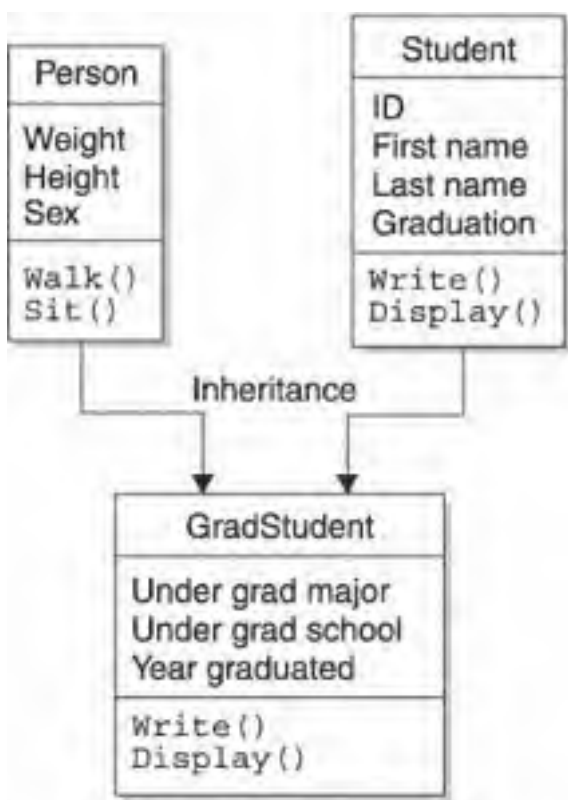 Person
Weight
Height
Sex
Walk()
Sit()
Student
ID
First name
Last name
Graduation
Write()
Display()
Inheritance
GradStudent
Under grad major
Under grad school
Year graduated
Write()
Display()